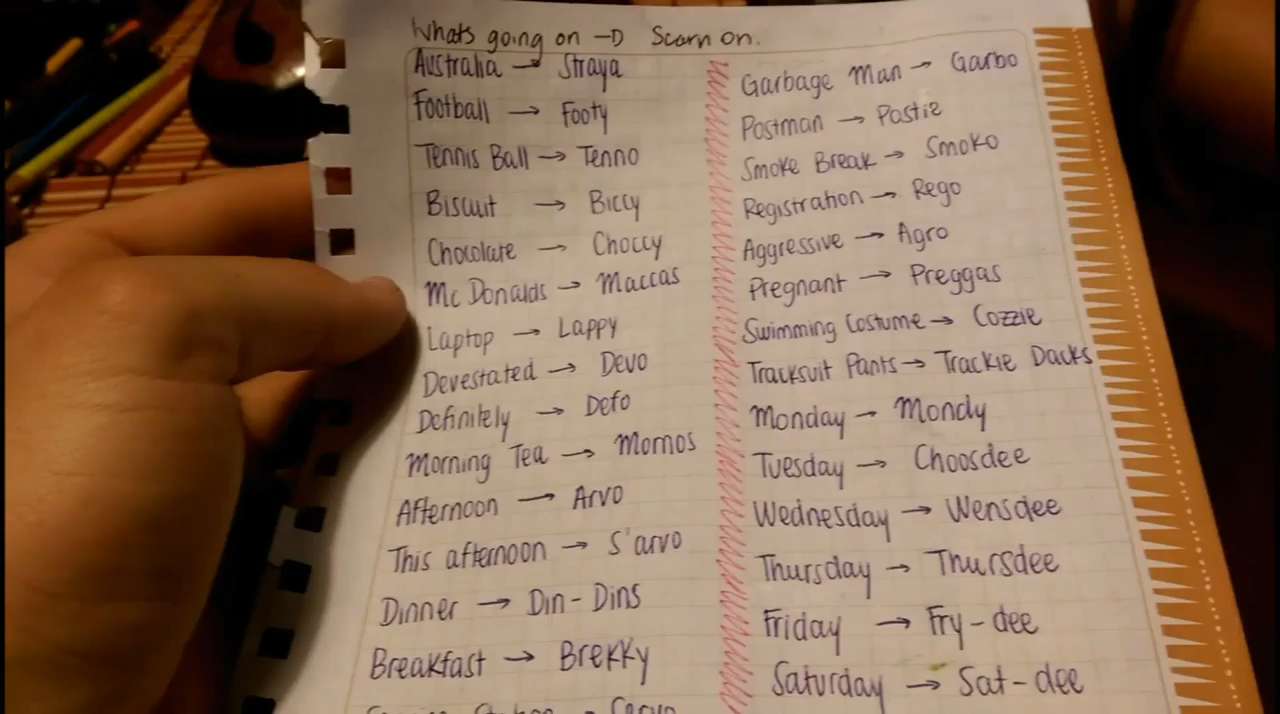 Whats going on → Scarn on.
Australia → Straya
Football → Footy
Tennis Ball → Tenno
Biscuit → Biccy
Chocolate → Choccy
McDonalds → Maccas
Laptop → Lappy
Devestated → Devo
Definitely → Defo
Morning Tea → Mornos
Afternoon → Arvo
This afternoon → S'arvo
Dinner → Din-Dins
Breakfast → Brekky
Garbage Man → Garbo
Postman → Postie
Smoke Break → Smoko
Registration → Rego
Aggressive → Agro
Pregnant → Preggas
Swimming Costume → Cozzie
Tracksuit Pants → Trackie Dacks
Monday → Mondy
Tuesday → Choosdee
Wednesday → Wensdee
Thursday → Thursdee
Friday → Fry-dee
Saturday → Sat-dee